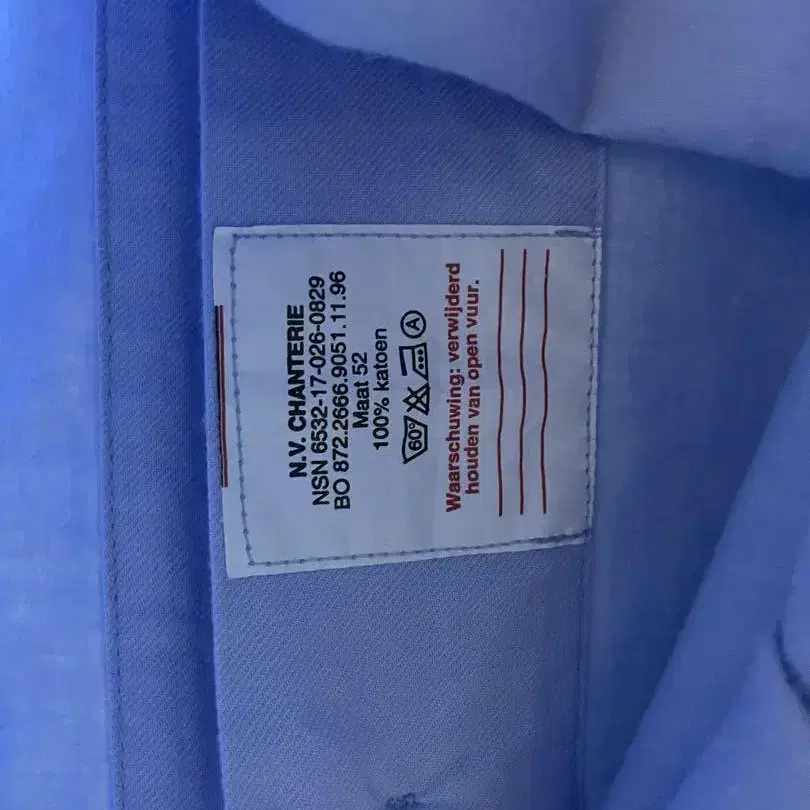 N.V. CHANTERIE
NSN 6532-17-026-0829
BO 872.2666.9051.11.96
Maat 52
100% katoen
60° A
Waarschuwing: verwijderd
houden van open vuur.